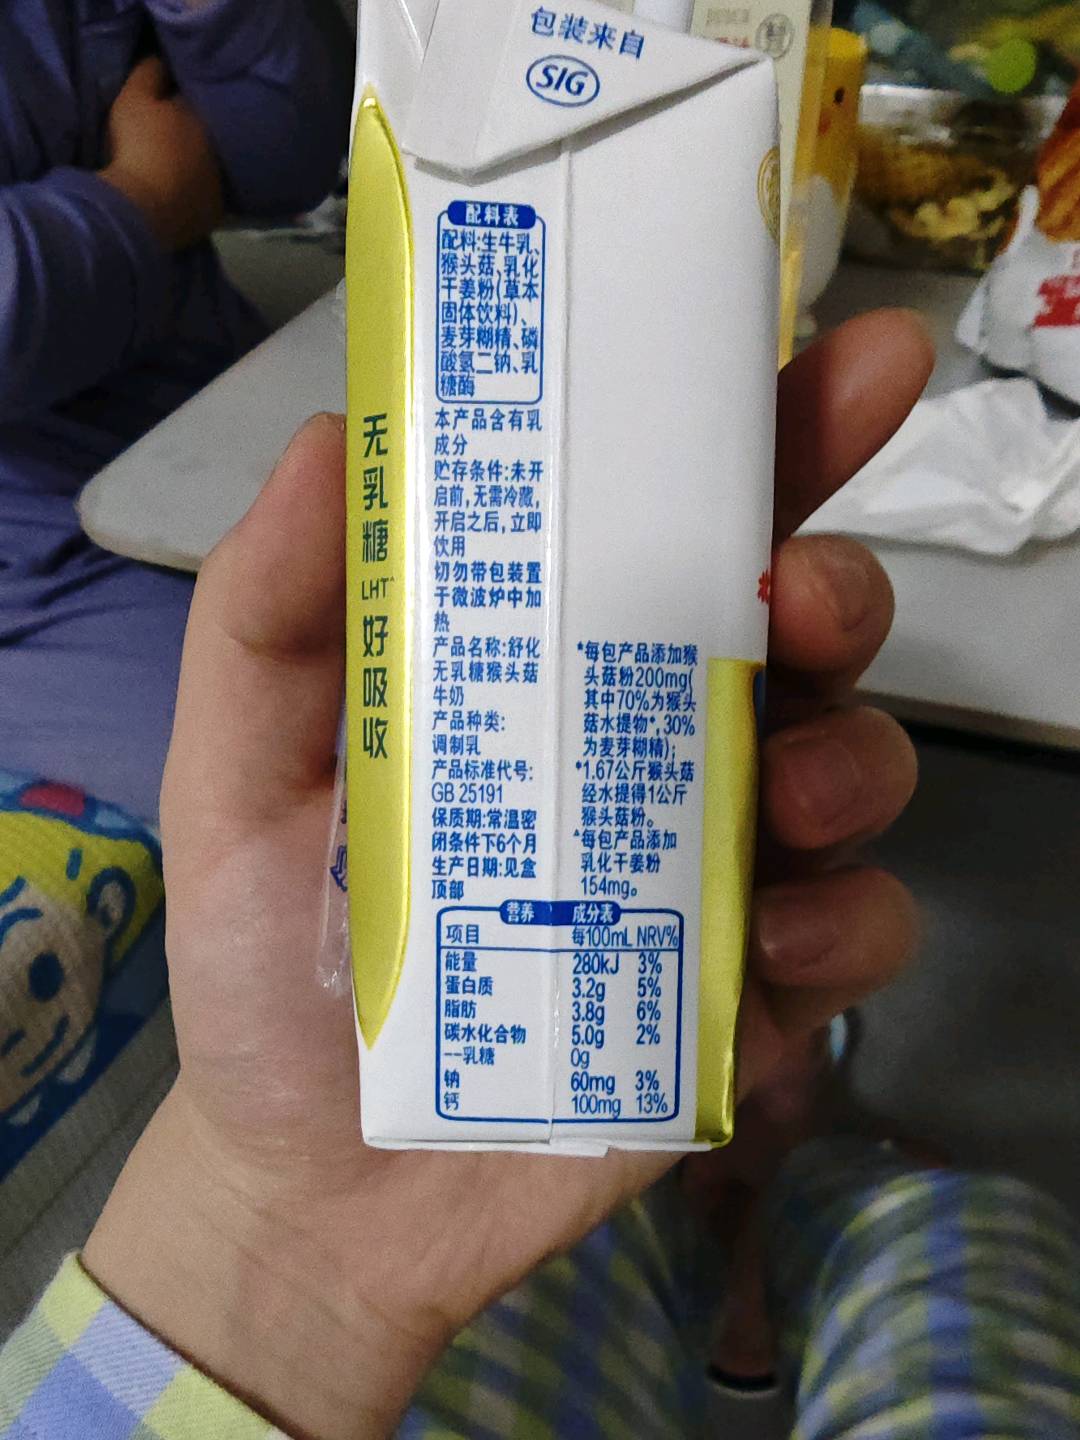 包装来自
SIG
配料表
配料:生牛乳、
猴头菇、乳化
干姜粉(草本
固体饮料)、
麦芽糊精、磷
酸氢二钠、乳
糖酶
本产品含有乳
成分
贮存条件:未开
启前,无需冷藏,
开启之后,立即
饮用
切勿带包装置
于微波炉中加
热
产品名称:舒化
无乳糖猴头菇
牛奶
产品种类:
调制乳
产品标准代号:
GB 25191
保质期:常温密
闭条件下6个月
生产日期:见盒
顶部
无乳糖LHT^好吸收
*每包产品添加猴
头菇粉200mg(
其中70%为猴头
菇水提物*,30%
为麦芽糊精);
*1.67公斤猴头菇
经水提得1公斤
猴头菇粉。
^每包产品添加
乳化干姜粉
154mg。
营养 成分表
项目 每100mL NRV%
能量 280kJ 3%
蛋白质 3.2g 5%
脂肪 3.8g 6%
碳水化合物 5.0g 2%
--乳糖 0g
钠 60mg 3%
钙 100mg 13%